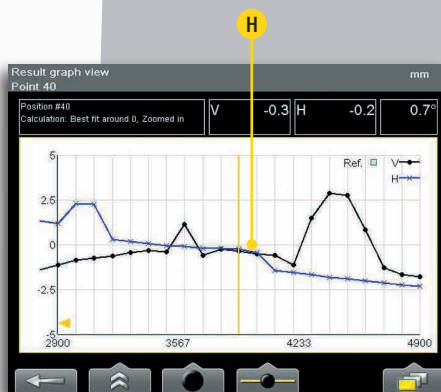 H
Result graph view mm
Point 40
Position #40
Calculation: Best fit around 0, Zoomed in
V -0.3 H -0.2 0.7°
5
Ref. V
H
2.5
0
-2.5
-5
2900 3567 4233 4900